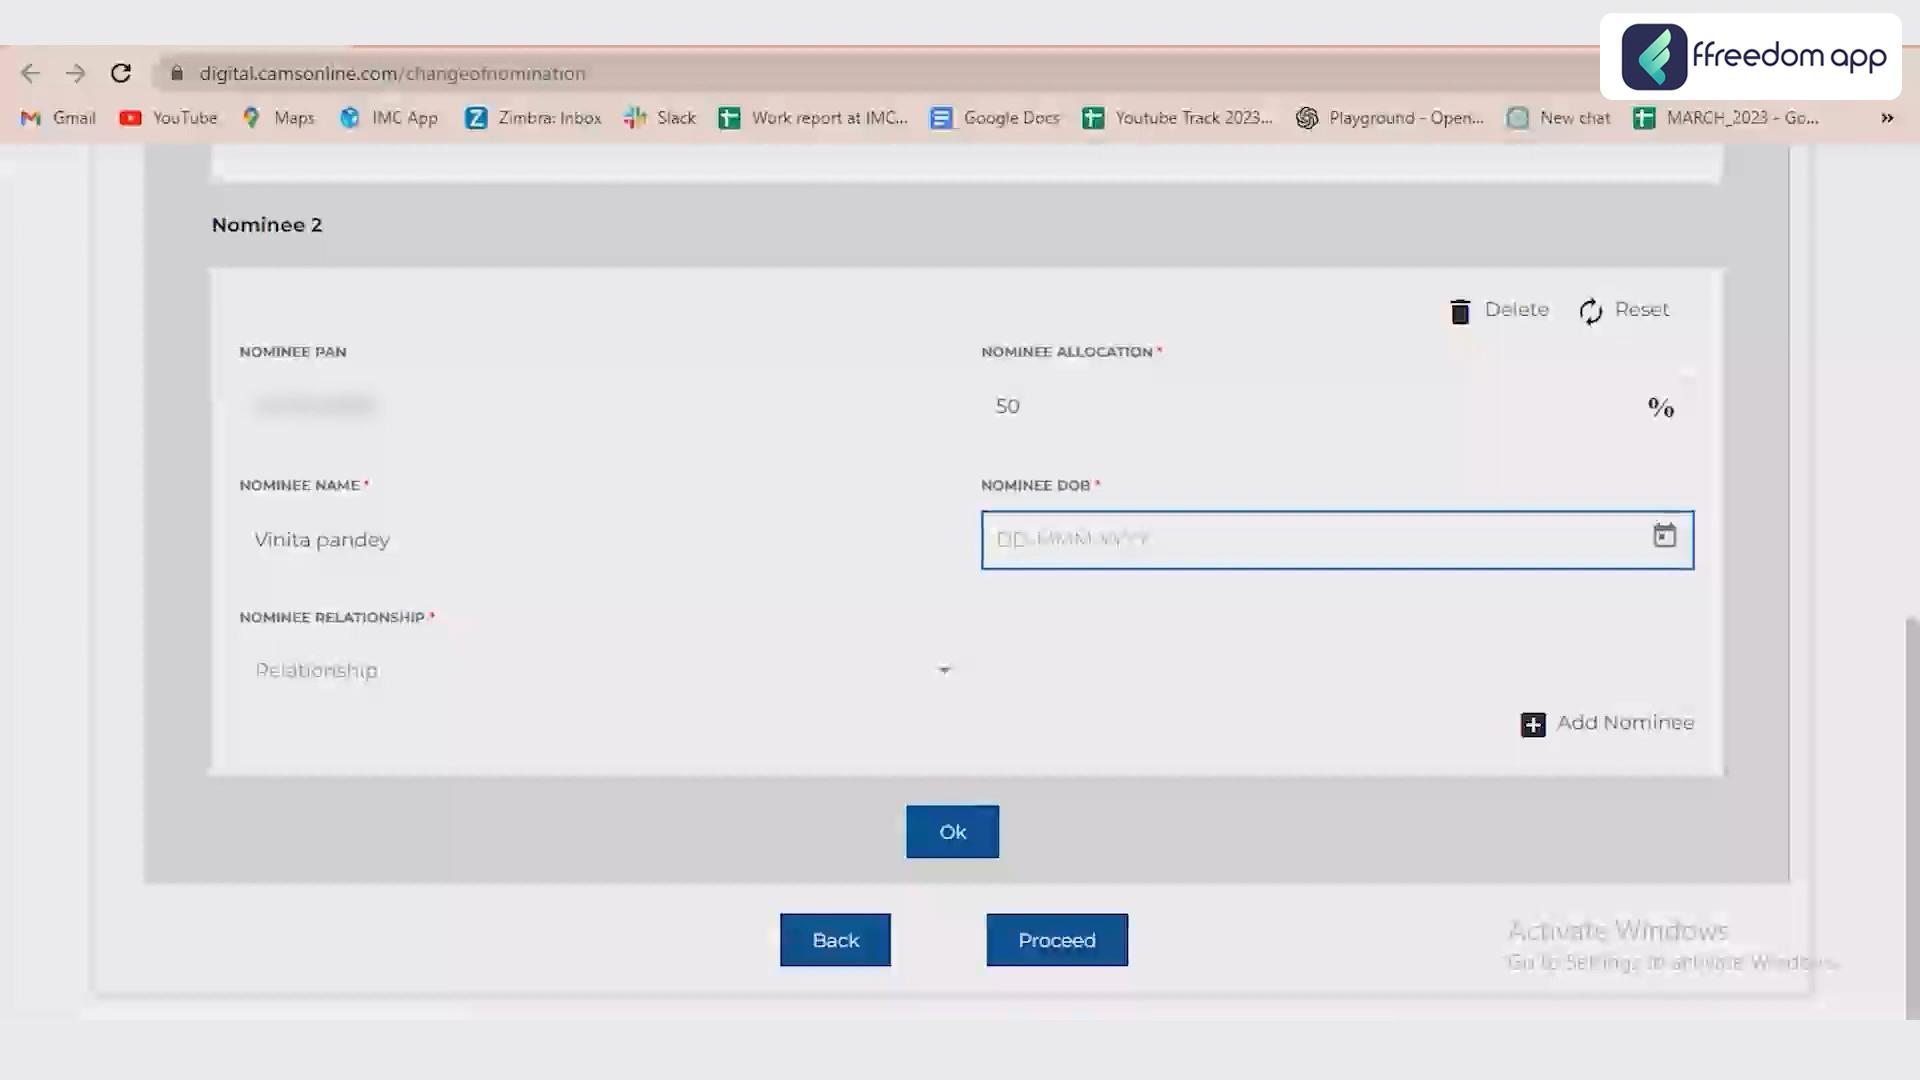 ffreedom app
digital.camsonline.com/changeofnomination
Gmail YouTube Maps IMC App Zimbra: Inbox Slack Work report at IMC... Google Docs Youtube Track 2023... Playground - Open... New chat MARCH_2023 - Go... »
Nominee 2
Delete Reset
NOMINEE PAN NOMINEE ALLOCATION *
50 %
NOMINEE NAME * NOMINEE DOB *
Vinita pandey DD-MMM-YYYY
NOMINEE RELATIONSHIP *
Relationship
Add Nominee
Ok
Back Proceed
Activate Windows
Go to Settings to activate Windows.